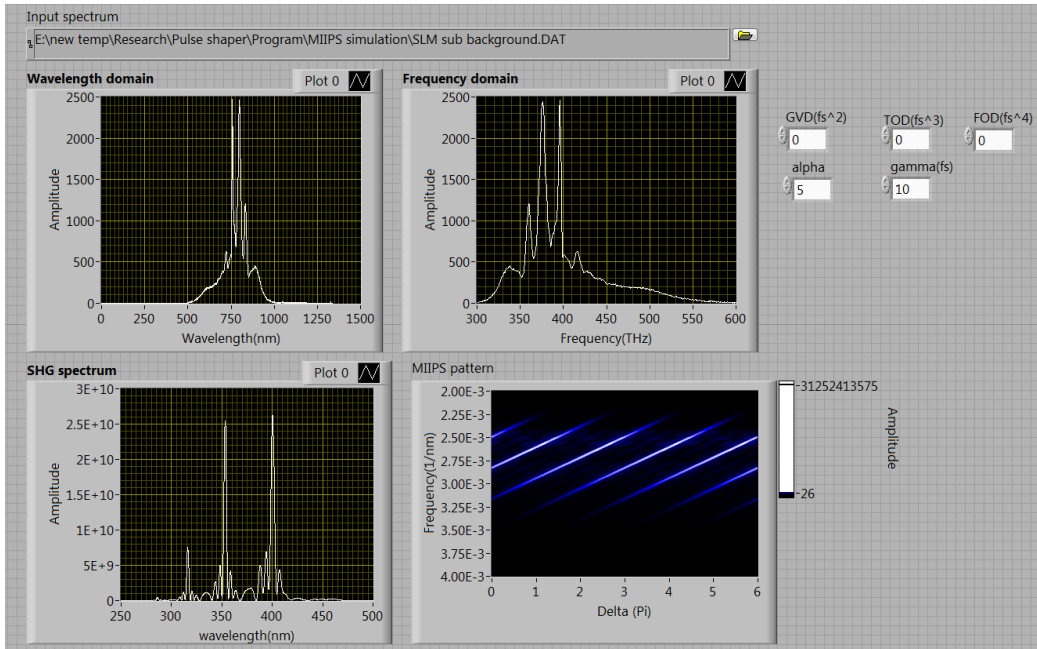 Input spectrum
E:\new temp\Research\Pulse shaper\Program\MIIPS simulation\SLM sub background.DAT
Wavelength domain
Plot 0
2500-
2000-
1500-
1000-
500-
0-
Amplitude
0 250 500 750 1000 1250 1500
Wavelength(nm)
Frequency domain
Plot 0
2500-
2000-
1500-
1000-
500-
0-
Amplitude
300 350 400 450 500 550 600
Frequency(THz)
GVD(fs^2)
0
TOD(fs^3)
0
FOD(fs^4)
0
alpha
5
gamma(fs)
10
SHG spectrum
Plot 0
3E+10-
2.5E+10-
2E+10-
1.5E+10-
1E+10-
5E+9-
0-
Amplitude
250 300 350 400 450 500
wavelength(nm)
MIIPS pattern
2.00E-3-
2.25E-3-
2.50E-3-
2.75E-3-
3.00E-3-
3.25E-3-
3.50E-3-
3.75E-3-
4.00E-3-
Frequency(1/nm)
0 1 2 3 4 5 6
Delta (Pi)
-31252413575
-26
Amplitude